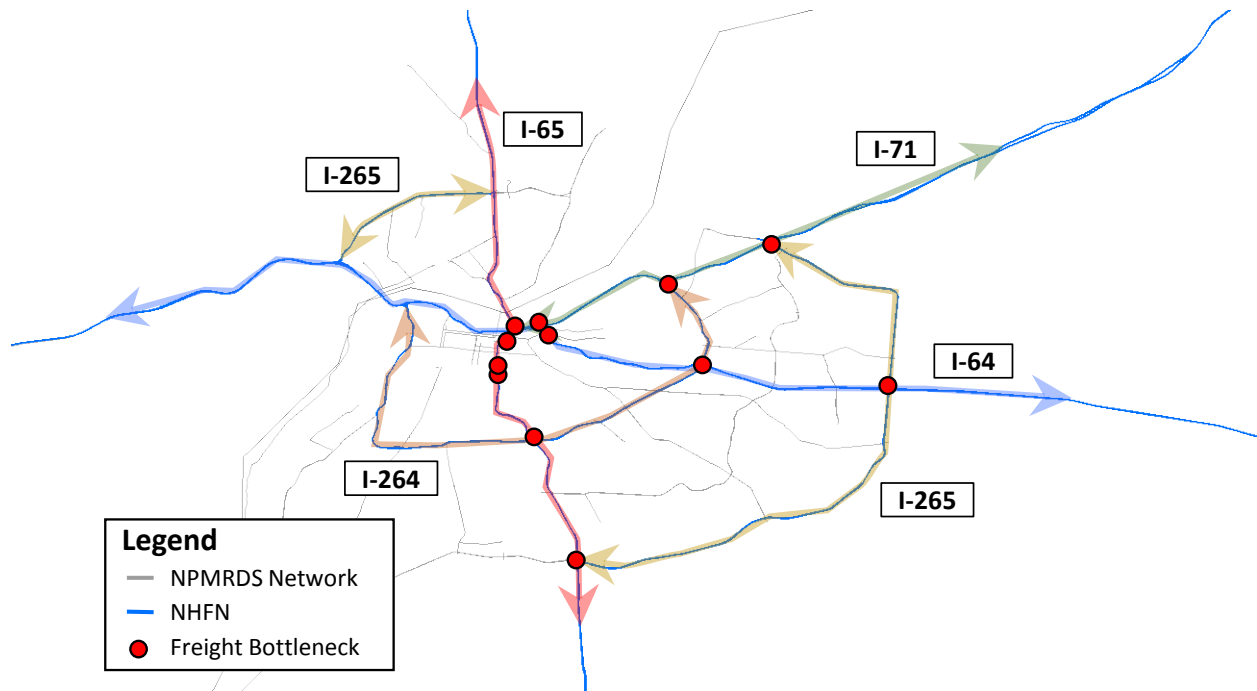 I-65
I-71
I-265
I-64
I-264
I-265
Legend
NPMRDS Network
NHFN
Freight Bottleneck